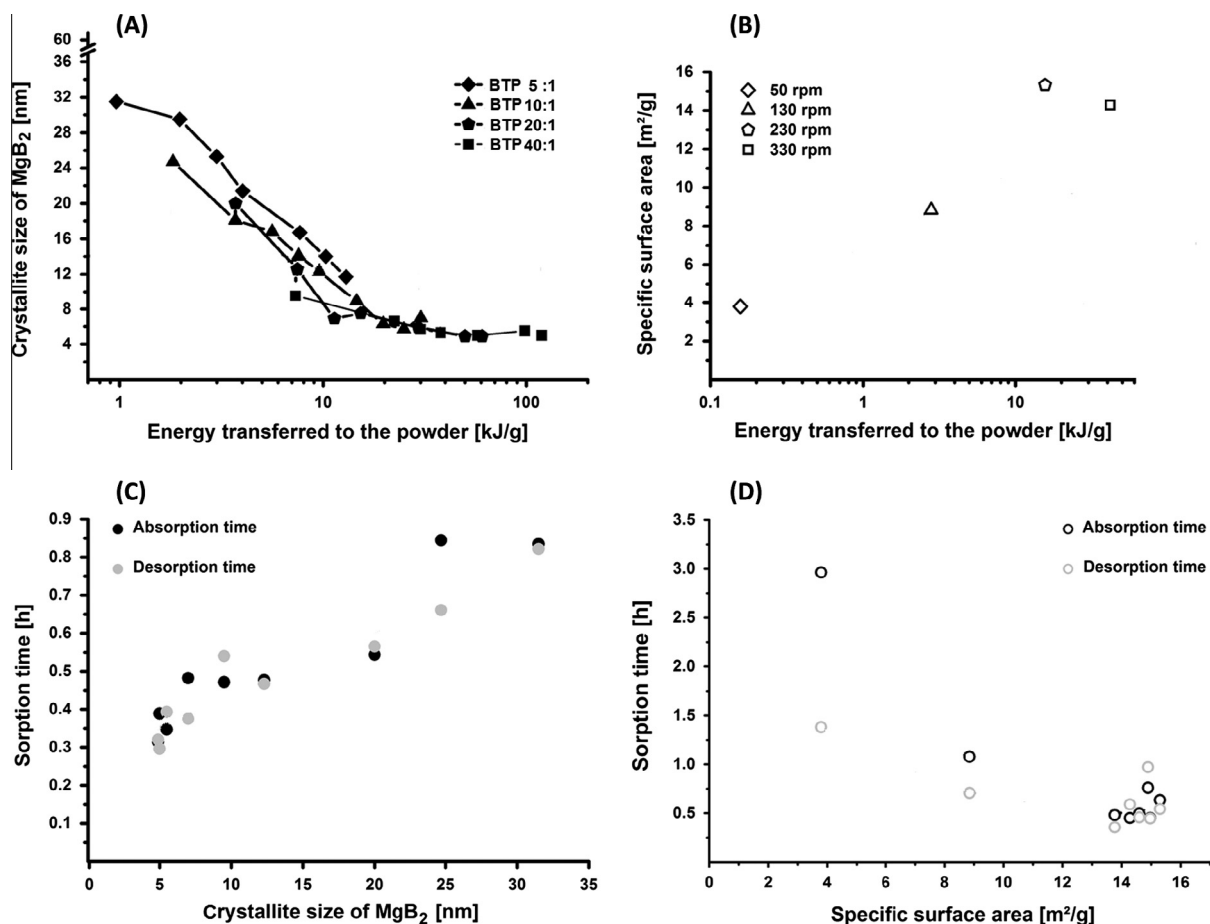 (A)
60
36
32
28
24
20
16
12
8
4
Crystallite size of MgB₂ [nm]
BTP 5 :1
BTP 10:1
BTP 20:1
BTP 40:1
1
10
100
Energy transferred to the powder [kJ/g]
(B)
16
14
12
10
8
6
4
2
Specific surface area [m²/g]
50 rpm
130 rpm
230 rpm
330 rpm
0.1
1
10
Energy transferred to the powder [kJ/g]
(C)
0.9
0.8
0.7
0.6
0.5
0.4
0.3
0.2
0.1
Sorption time [h]
Absorption time
Desorption time
0
5
10
15
20
25
30
35
Crystallite size of MgB₂ [nm]
(D)
3.5
3.0
2.5
2.0
1.5
1.0
0.5
Sorption time [h]
Absorption time
Desorption time
0
2
4
6
8
10
12
14
16
Specific surface area [m²/g]